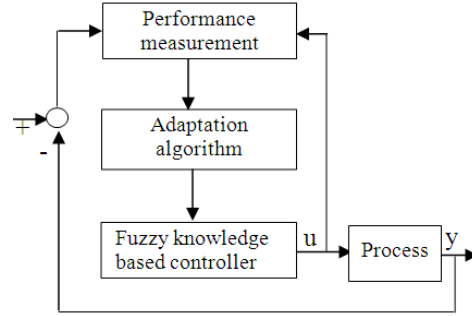 Performance
measurement
+
-
Adaptation
algorithm
Fuzzy knowledge
based controller
u
Process
y